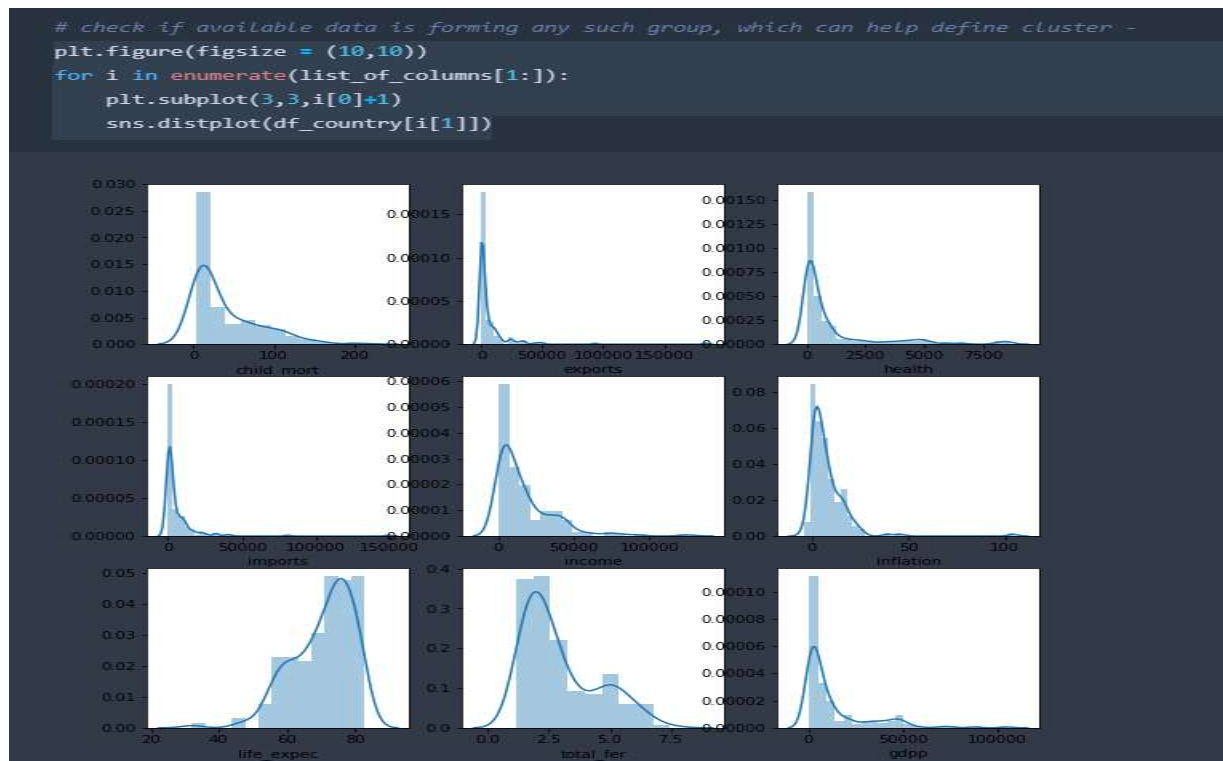 # check if available data is forming any such group, which can help define cluster -
plt.figure(figsize = (10,10))
for i in enumerate(list_of_columns[1:]):
plt.subplot(3,3,i[0]+1)
sns.distplot(df_country[i[1]])
0.030
0.025
0.020
0.015
0.010
0.005
0.000
0 100 200
child_mort
0.00015
0.00010
0.00005
0.00000
0 50000 100000 150000
exports
0.00150
0.00125
0.00100
0.00075
0.00050
0.00025
0.00000
0 2500 5000 7500
health
0.00020
0.00015
0.00010
0.00005
0.00000
0 50000 100000 150000
imports
0.00006
0.00005
0.00004
0.00003
0.00002
0.00001
0.00000
0 50000 100000
income
0.08
0.06
0.04
0.02
0.00
0 50 100
inflation
0.05
0.04
0.03
0.02
0.01
0.00
20 40 60 80
life_expec
0.4
0.3
0.2
0.1
0.0
0.0 2.5 5.0 7.5
total_fer
0.00010
0.00008
0.00006
0.00004
0.00002
0.00000
0 50000 100000
gdpp